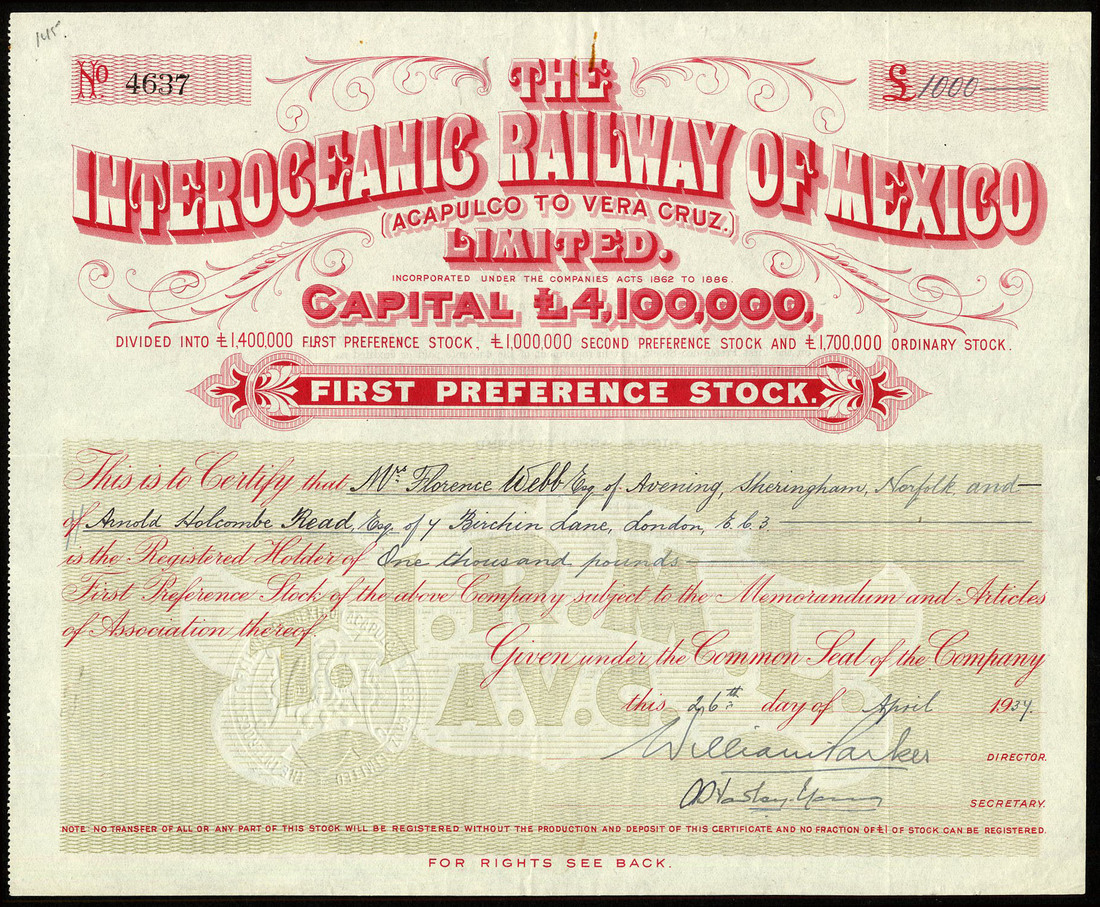 No 4637
£ 1000
THE
INTEROCEANIC RAILWAY OF MEXICO
(ACAPULCO TO VERA CRUZ.)
LIMITED.
INCORPORATED UNDER THE COMPANIES ACTS 1862 TO 1886.
CAPITAL £4,100,000,
DIVIDED INTO £1,400,000 FIRST PREFERENCE STOCK, £1,000,000 SECOND PREFERENCE STOCK AND £1,700,000 ORDINARY STOCK.
FIRST PREFERENCE STOCK.
This is to Certify that Mrs Florence Webb Esq of Avening, Sheringham, Norfolk, and
of Arnold Holcombe Read, Esq. of 7 Birchin Lane, London, E.C.3
is the Registered Holder of One thousand pounds
First Preference Stock of the above Company subject to the Memorandum and Articles
of Association thereof.
I.R.M.L.
A.V.C.
Given under the Common Seal of the Company
this 26th day of April 1937.
William Parker
DIRECTOR.
SECRETARY.
NOTE. NO TRANSFER OF ALL OR ANY PART OF THIS STOCK WILL BE REGISTERED WITHOUT THE PRODUCTION AND DEPOSIT OF THIS CERTIFICATE AND NO FRACTION OF £1 OF STOCK CAN BE REGISTERED.
FOR RIGHTS SEE BACK.